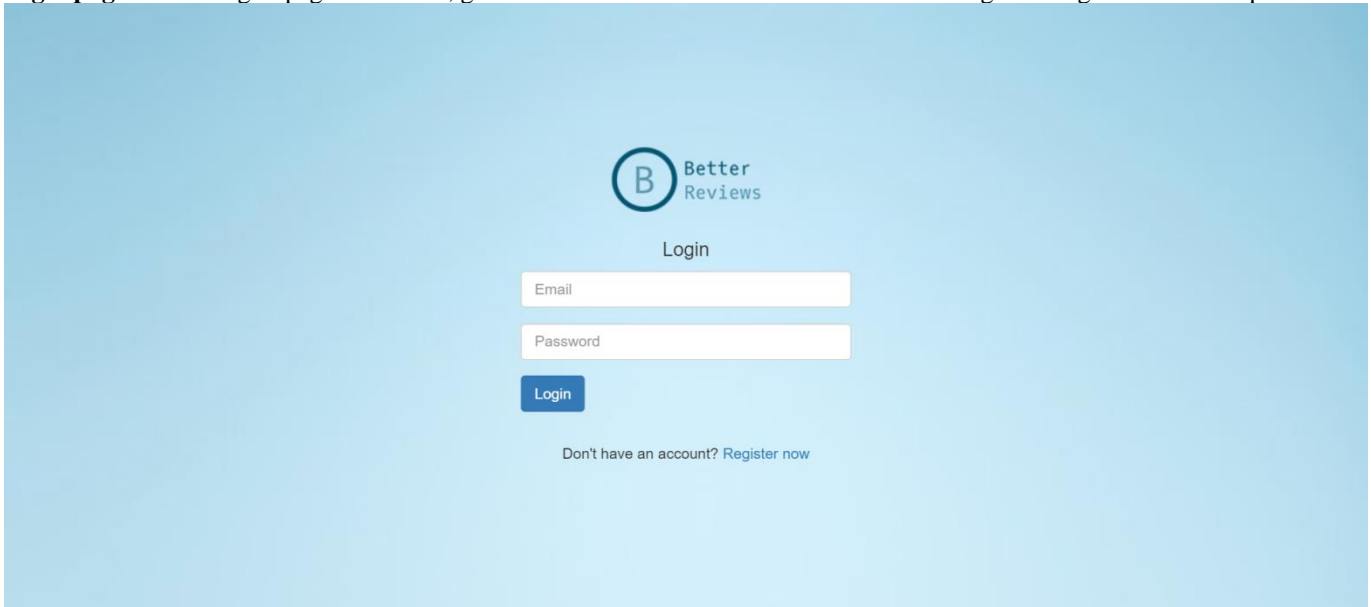 B
Better
Reviews
Login
Email
Password
Login
Don't have an account? Register now